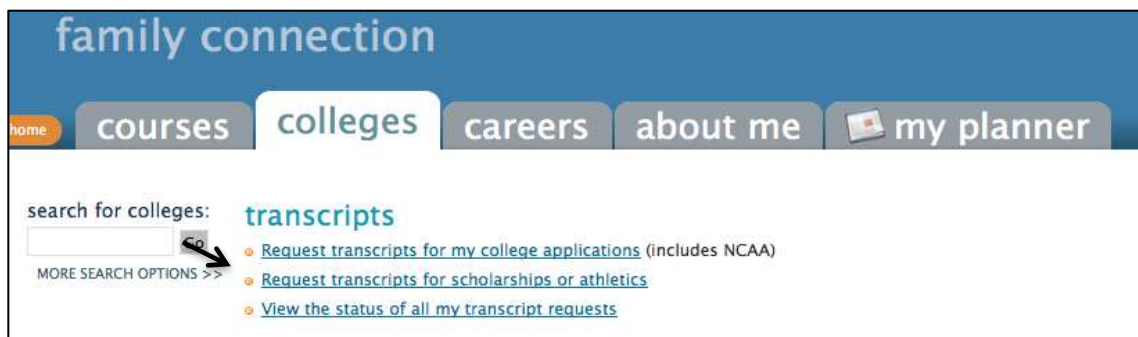 family connection
home
courses
colleges
careers
about me
my planner
search for colleges:
Go
MORE SEARCH OPTIONS >>
transcripts
Request transcripts for my college applications (includes NCAA)
Request transcripts for scholarships or athletics
View the status of all my transcript requests